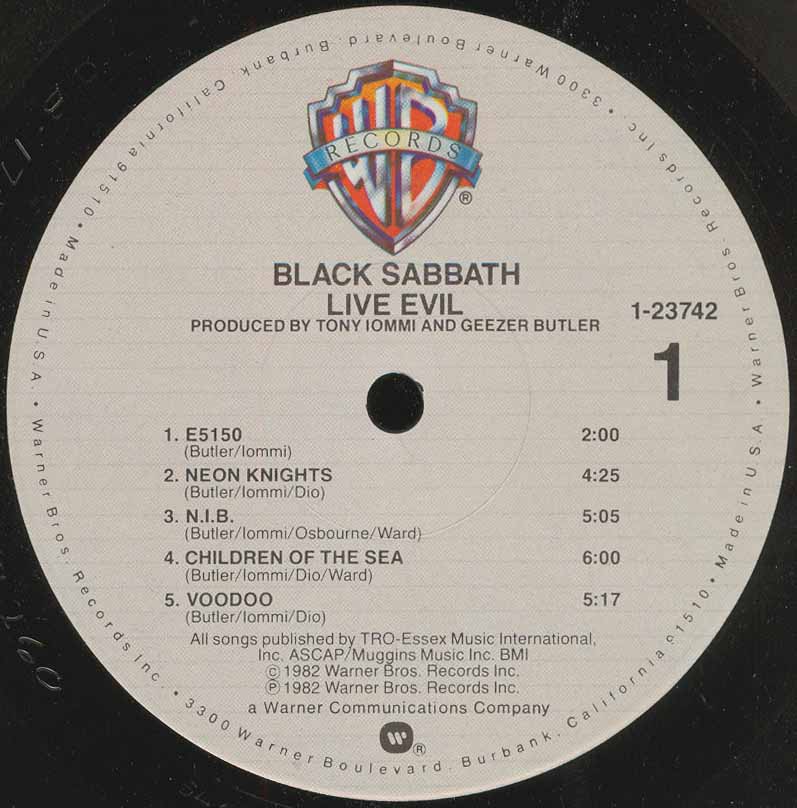 RECORDS
®
BLACK SABBATH
LIVE EVIL
PRODUCED BY TONY IOMMI AND GEEZER BUTLER
1-23742
1
1. E5150 2:00
(Butler/Iommi)
2. NEON KNIGHTS 4:25
(Butler/Iommi/Dio)
3. N.I.B. 5:05
(Butler/Iommi/Osbourne/Ward)
4. CHILDREN OF THE SEA 6:00
(Butler/Iommi/Dio/Ward)
5. VOODOO 5:17
(Butler/Iommi/Dio)
All songs published by TRO-Essex Music International,
Inc. ASCAP/Muggins Music Inc. BMI
© 1982 Warner Bros. Records Inc.
℗ 1982 Warner Bros. Records Inc.
a Warner Communications Company
®
Warner Bros. Records Inc. • 3300 Warner Boulevard. Burbank. California 91510 • Made in U.S.A. • Warner Bros. Records Inc. • 3300 Warner Boulevard. Burbank. California 91510 • Made in U.S.A. •